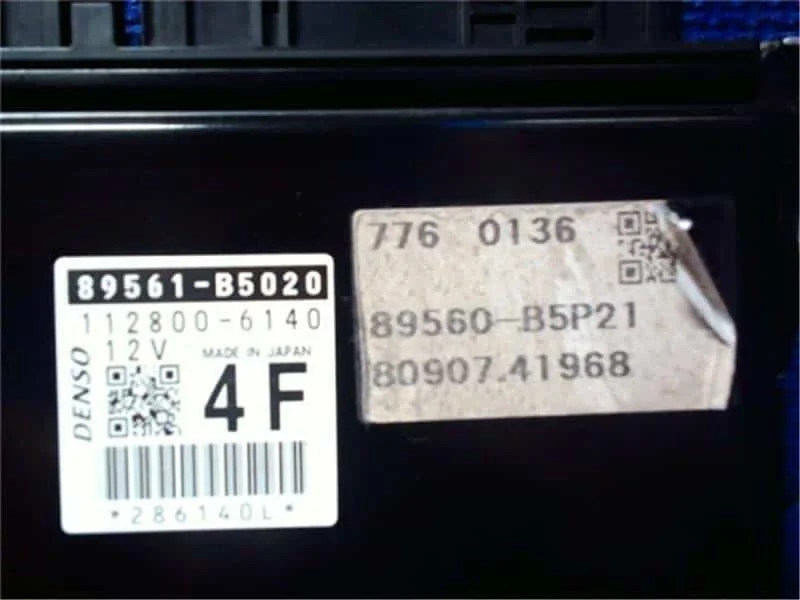 89561-B5020
112800-6140
12V MADE IN JAPAN
DENSO
4F
*286140L*
776 0136
89560-B5P21
80907.41968